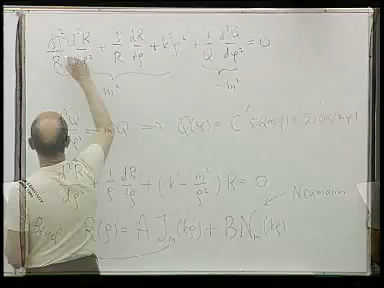 ρ²/R d²R/dρ² + ρ/R dR/dρ + k²ρ² + 1/Q d²Q/dφ² = 0
m²
-m²
d²Q/dφ² = -m²Q ⇒ Q(φ) = C' sin(mφ) + D' cos(mφ)
d²R/dρ² + 1/ρ dR/dρ + (k² - m²/ρ²) R = 0
Neumann
R(ρ) = A J_m(kρ) + B N_m(kρ)